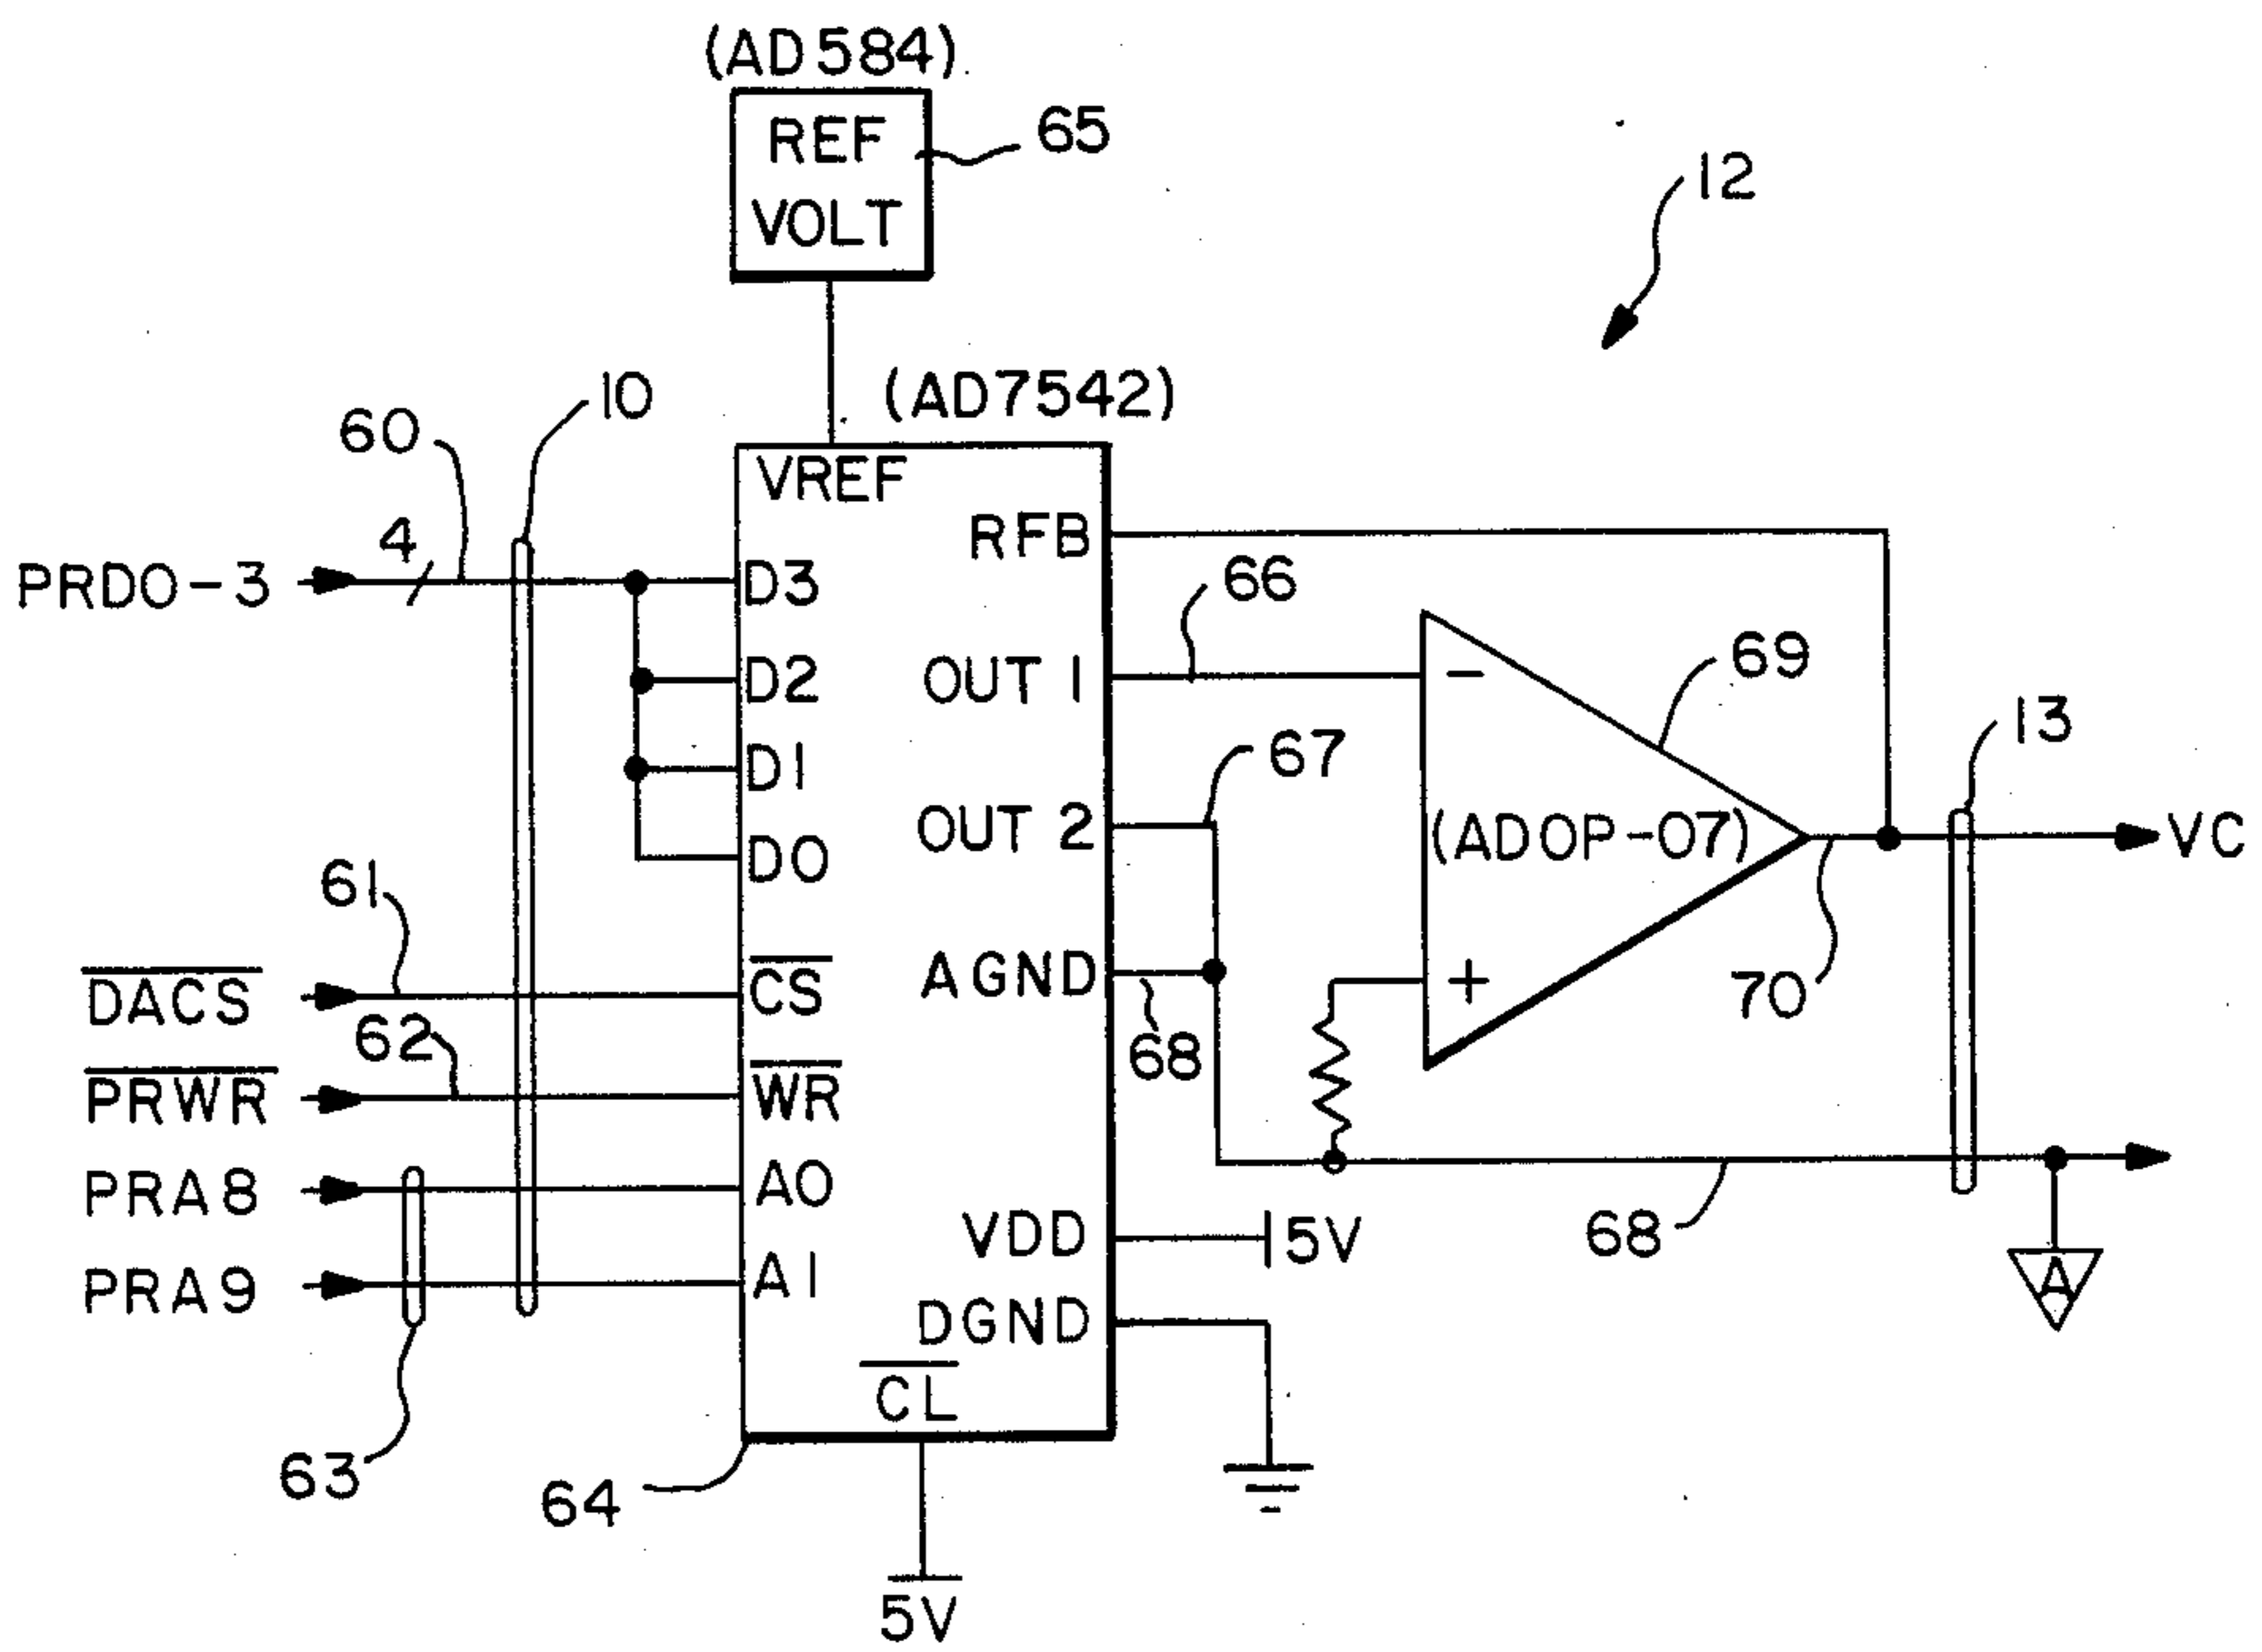 (AD584)
REF
VOLT
65
12
10
(AD7542)
60
4
VREF
RFB
PRDO-3
D3
66
D2
OUT 1
-
69
13
67
D1
OUT 2
(ADOP-07)
VC
D0
61
AGND
DACS
CS
+
70
62
68
PRWR
WR
PRA8
A0
VDD
5V
68
PRA9
A1
A
DGND
CL
63
64
5V